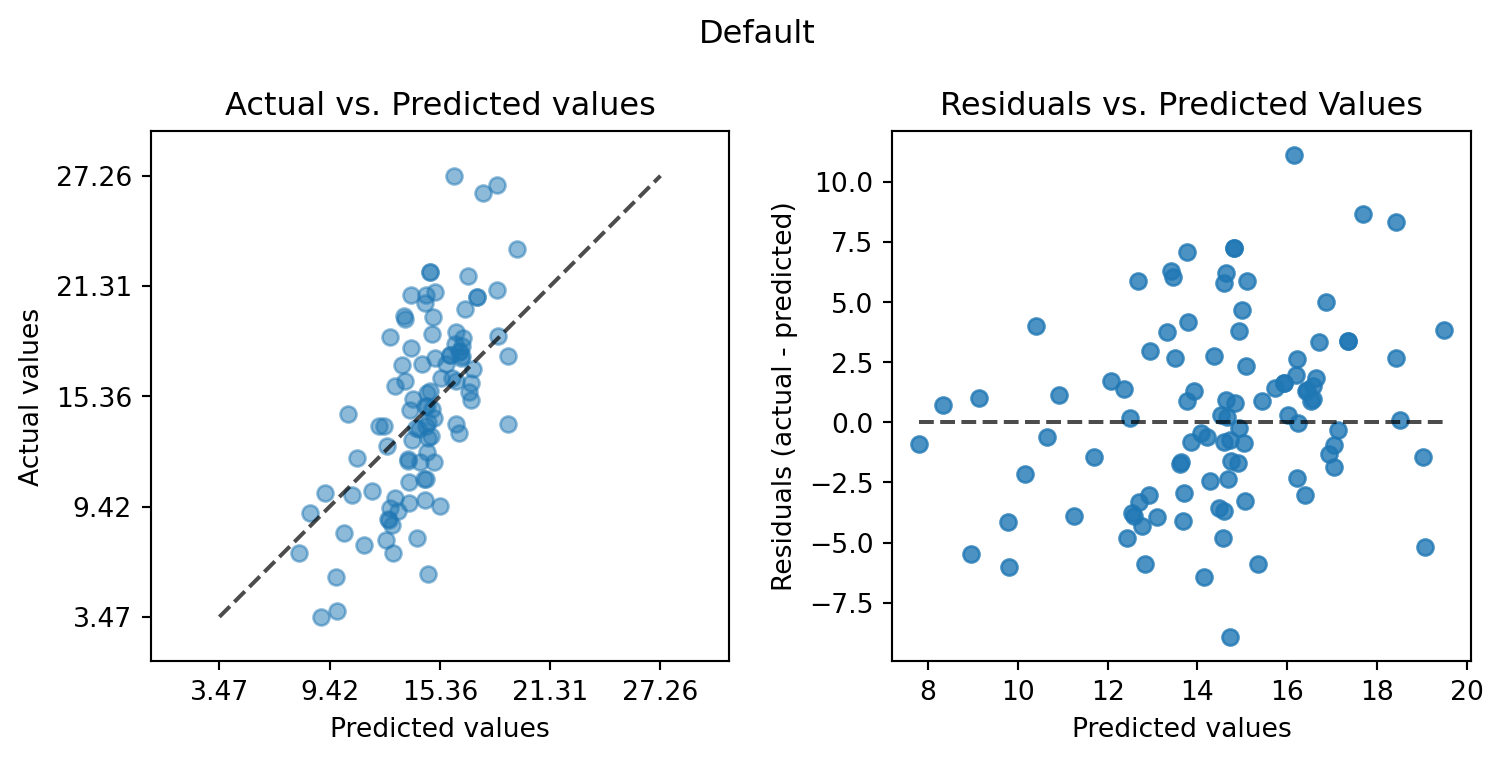 Default
Actual vs. Predicted values
27.26
21.31
15.36
9.42
3.47
Actual values
3.47 9.42 15.36 21.31 27.26
Predicted values
Residuals vs. Predicted Values
10.0
7.5
5.0
2.5
0.0
−2.5
−5.0
−7.5
Residuals (actual - predicted)
8 10 12 14 16 18 20
Predicted values